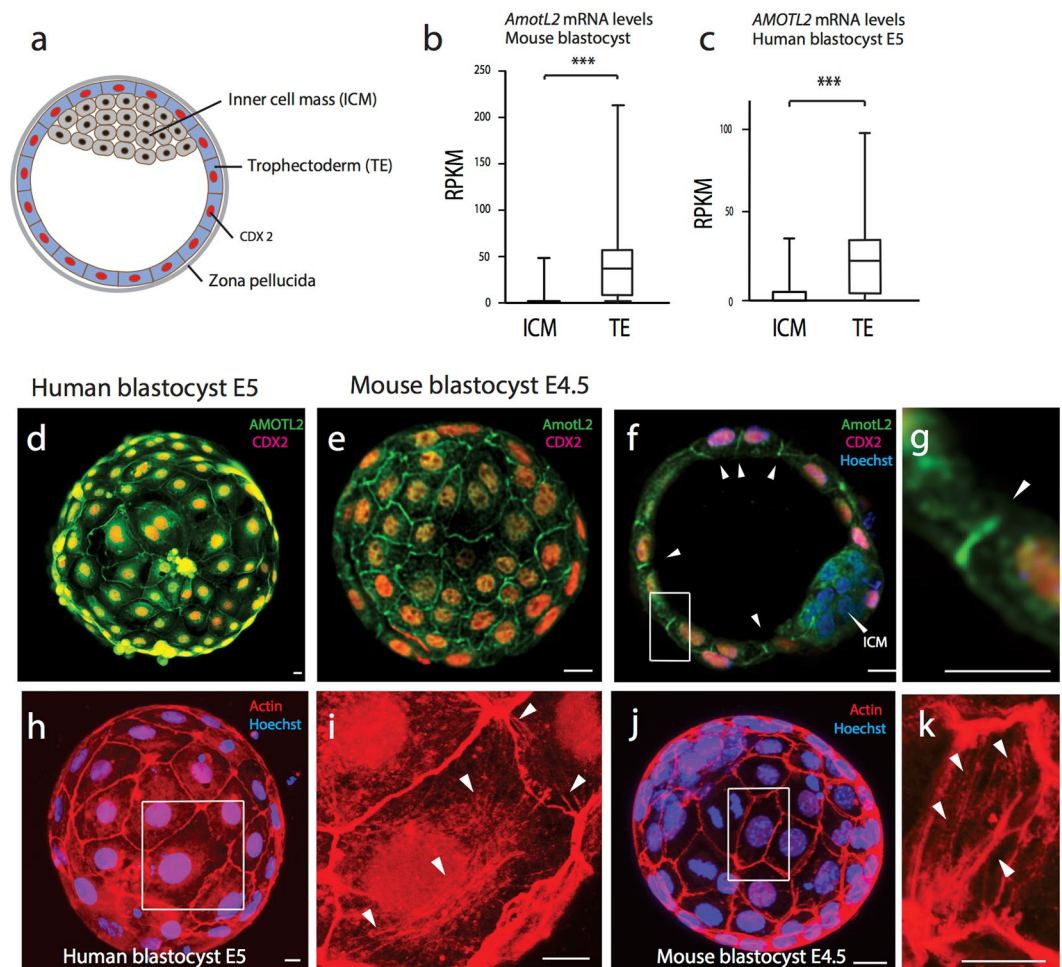 a
Inner cell mass (ICM)
Trophectoderm (TE)
CDX 2
Zona pellucida
b
AmotL2 mRNA levels
Mouse blastocyst
***
RPKM
250
200
150
100
50
0
ICM TE
c
AMOTL2 mRNA levels
Human blastocyst E5
***
RPKM
100
50
0
ICM TE
Human blastocyst E5
Mouse blastocyst E4.5
d
AMOTL2
CDX2
e
AmotL2
CDX2
f
AmotL2
CDX2
Hoechst
ICM
g
h
Actin
Hoechst
Human blastocyst E5
i
j
Actin
Hoechst
Mouse blastocyst E4.5
k